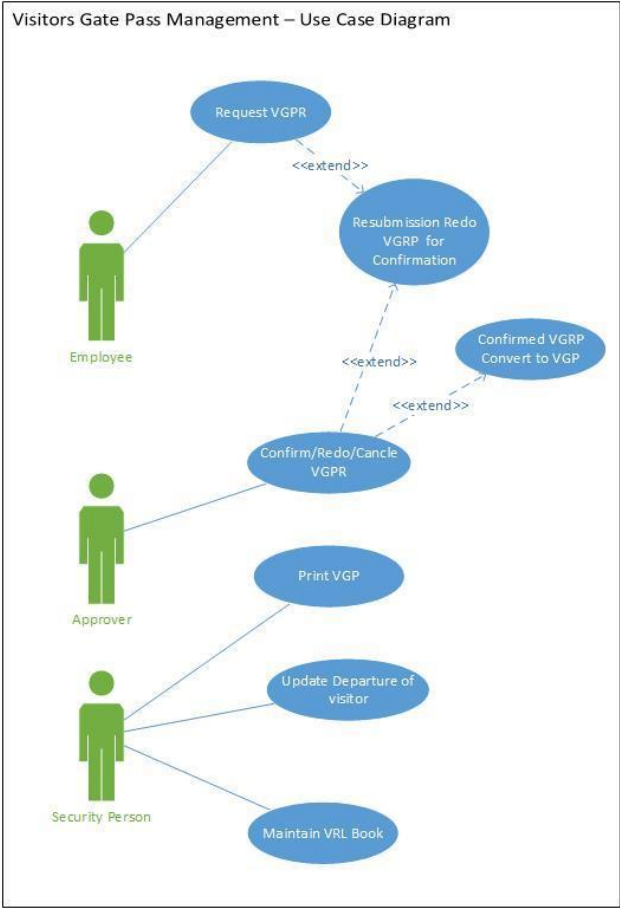 Visitors Gate Pass Management – Use Case Diagram
Request VGPR
<<extend>>
Resubmission Redo
VGRP for
Confirmation
Employee
Confirmed VGRP
Convert to VGP
<<extend>>
<<extend>>
Confirm/Redo/Cancle
VGPR
Approver
Print VGP
Update Departure of
visitor
Security Person
Maintain VRL Book